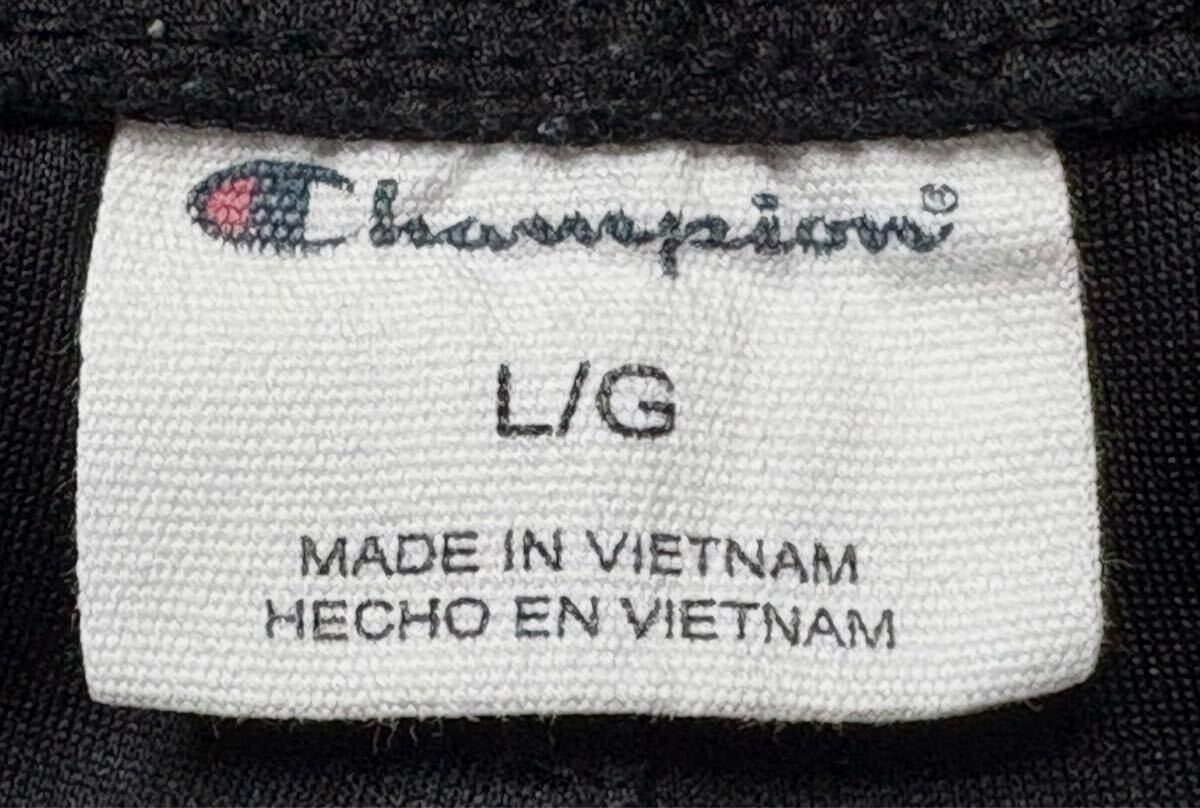 Champion®
L/G
MADE IN VIETNAM
HECHO EN VIETNAM